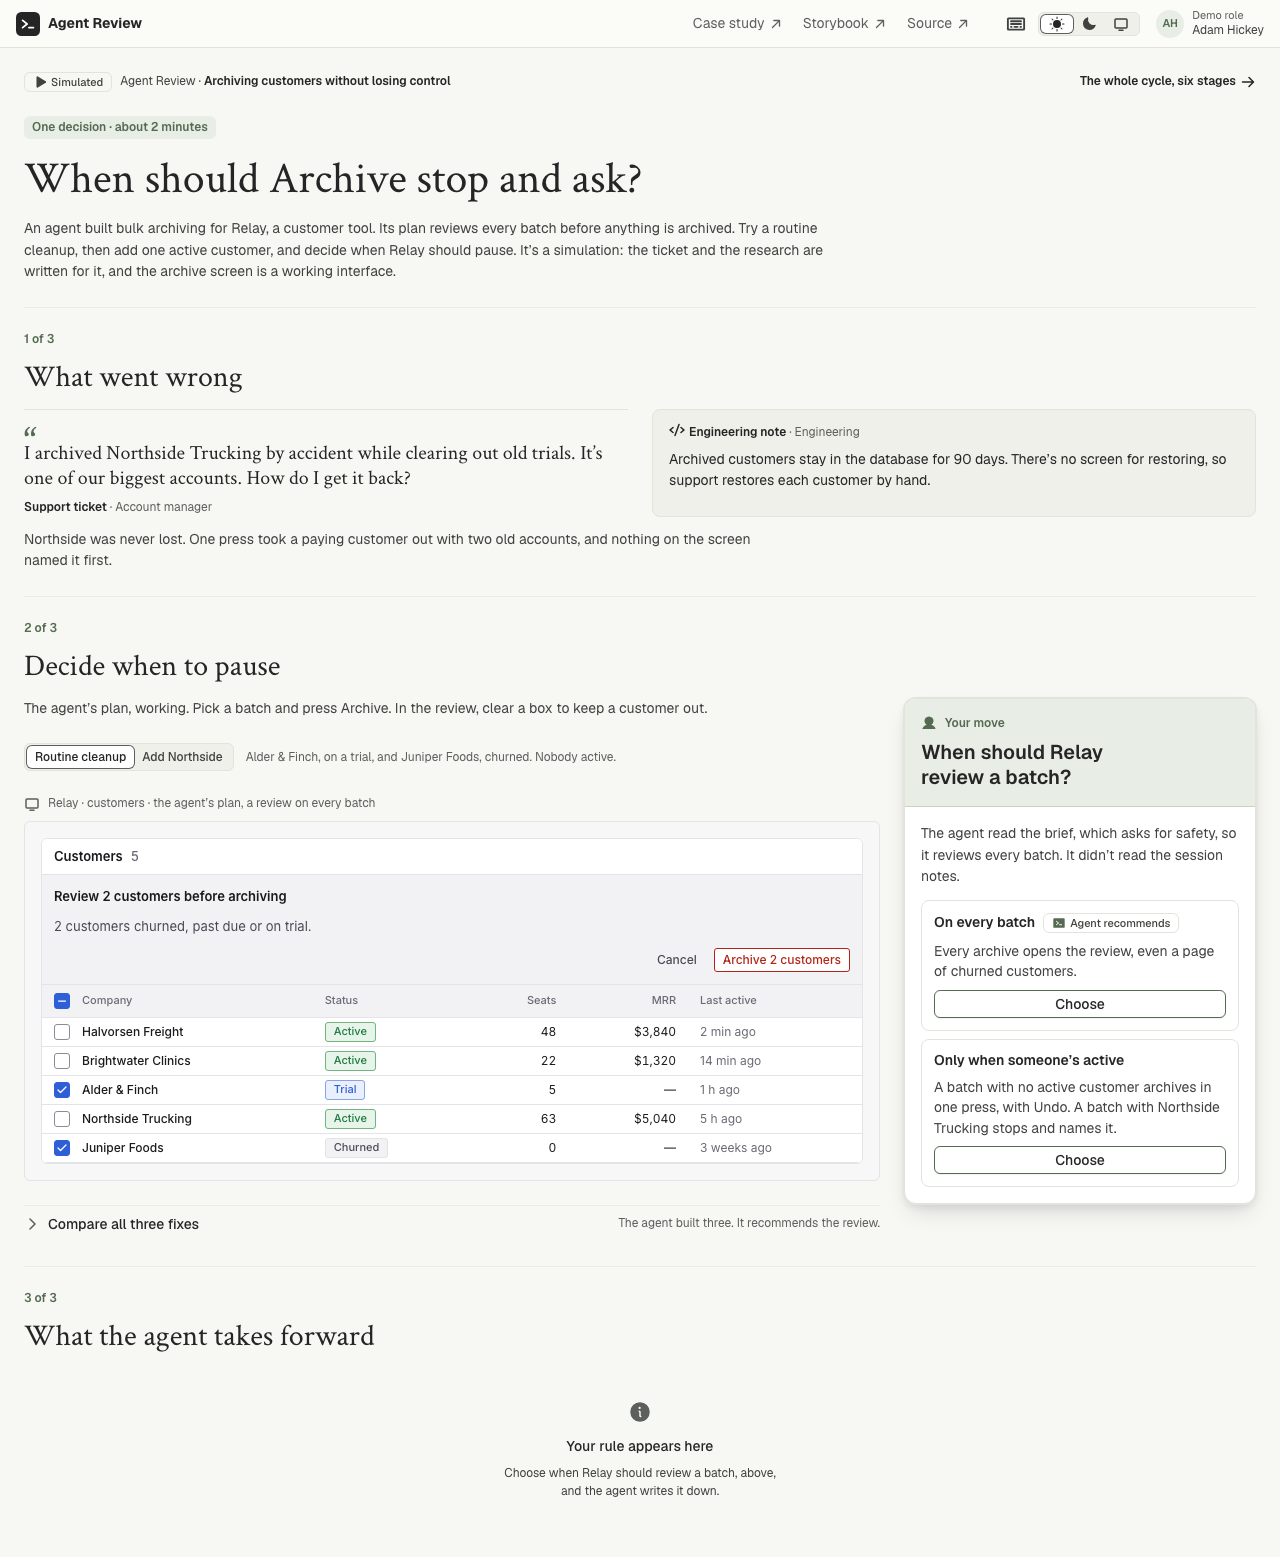 Agent Review
Case study
Storybook
Source
AH
Demo role
Adam Hickey
Simulated
Agent Review · Archiving customers without losing control
The whole cycle, six stages
One decision · about 2 minutes
When should Archive stop and ask?
An agent built bulk archiving for Relay, a customer tool. Its plan reviews every batch before anything is archived. Try a routine
cleanup, then add one active customer, and decide when Relay should pause. It’s a simulation: the ticket and the research are
written for it, and the archive screen is a working interface.
1 of 3
What went wrong
“
I archived Northside Trucking by accident while clearing out old trials. It’s
one of our biggest accounts. How do I get it back?
Support ticket · Account manager
Engineering note · Engineering
Archived customers stay in the database for 90 days. There’s no screen for restoring, so
support restores each customer by hand.
Northside was never lost. One press took a paying customer out with two old accounts, and nothing on the screen
named it first.
2 of 3
Decide when to pause
The agent’s plan, working. Pick a batch and press Archive. In the review, clear a box to keep a customer out.
Routine cleanup
Add Northside
Alder & Finch, on a trial, and Juniper Foods, churned. Nobody active.
Relay · customers · the agent’s plan, a review on every batch
Customers 5
Review 2 customers before archiving
2 customers churned, past due or on trial.
Cancel
Archive 2 customers
Company Status Seats MRR Last active
Halvorsen Freight Active 48 $3,840 2 min ago
Brightwater Clinics Active 22 $1,320 14 min ago
Alder & Finch Trial 5 — 1 h ago
Northside Trucking Active 63 $5,040 5 h ago
Juniper Foods Churned 0 — 3 weeks ago
Compare all three fixes
The agent built three. It recommends the review.
Your move
When should Relay
review a batch?
The agent read the brief, which asks for safety, so
it reviews every batch. It didn’t read the session
notes.
On every batch
Agent recommends
Every archive opens the review, even a page
of churned customers.
Choose
Only when someone’s active
A batch with no active customer archives in
one press, with Undo. A batch with Northside
Trucking stops and names it.
Choose
3 of 3
What the agent takes forward
Your rule appears here
Choose when Relay should review a batch, above,
and the agent writes it down.